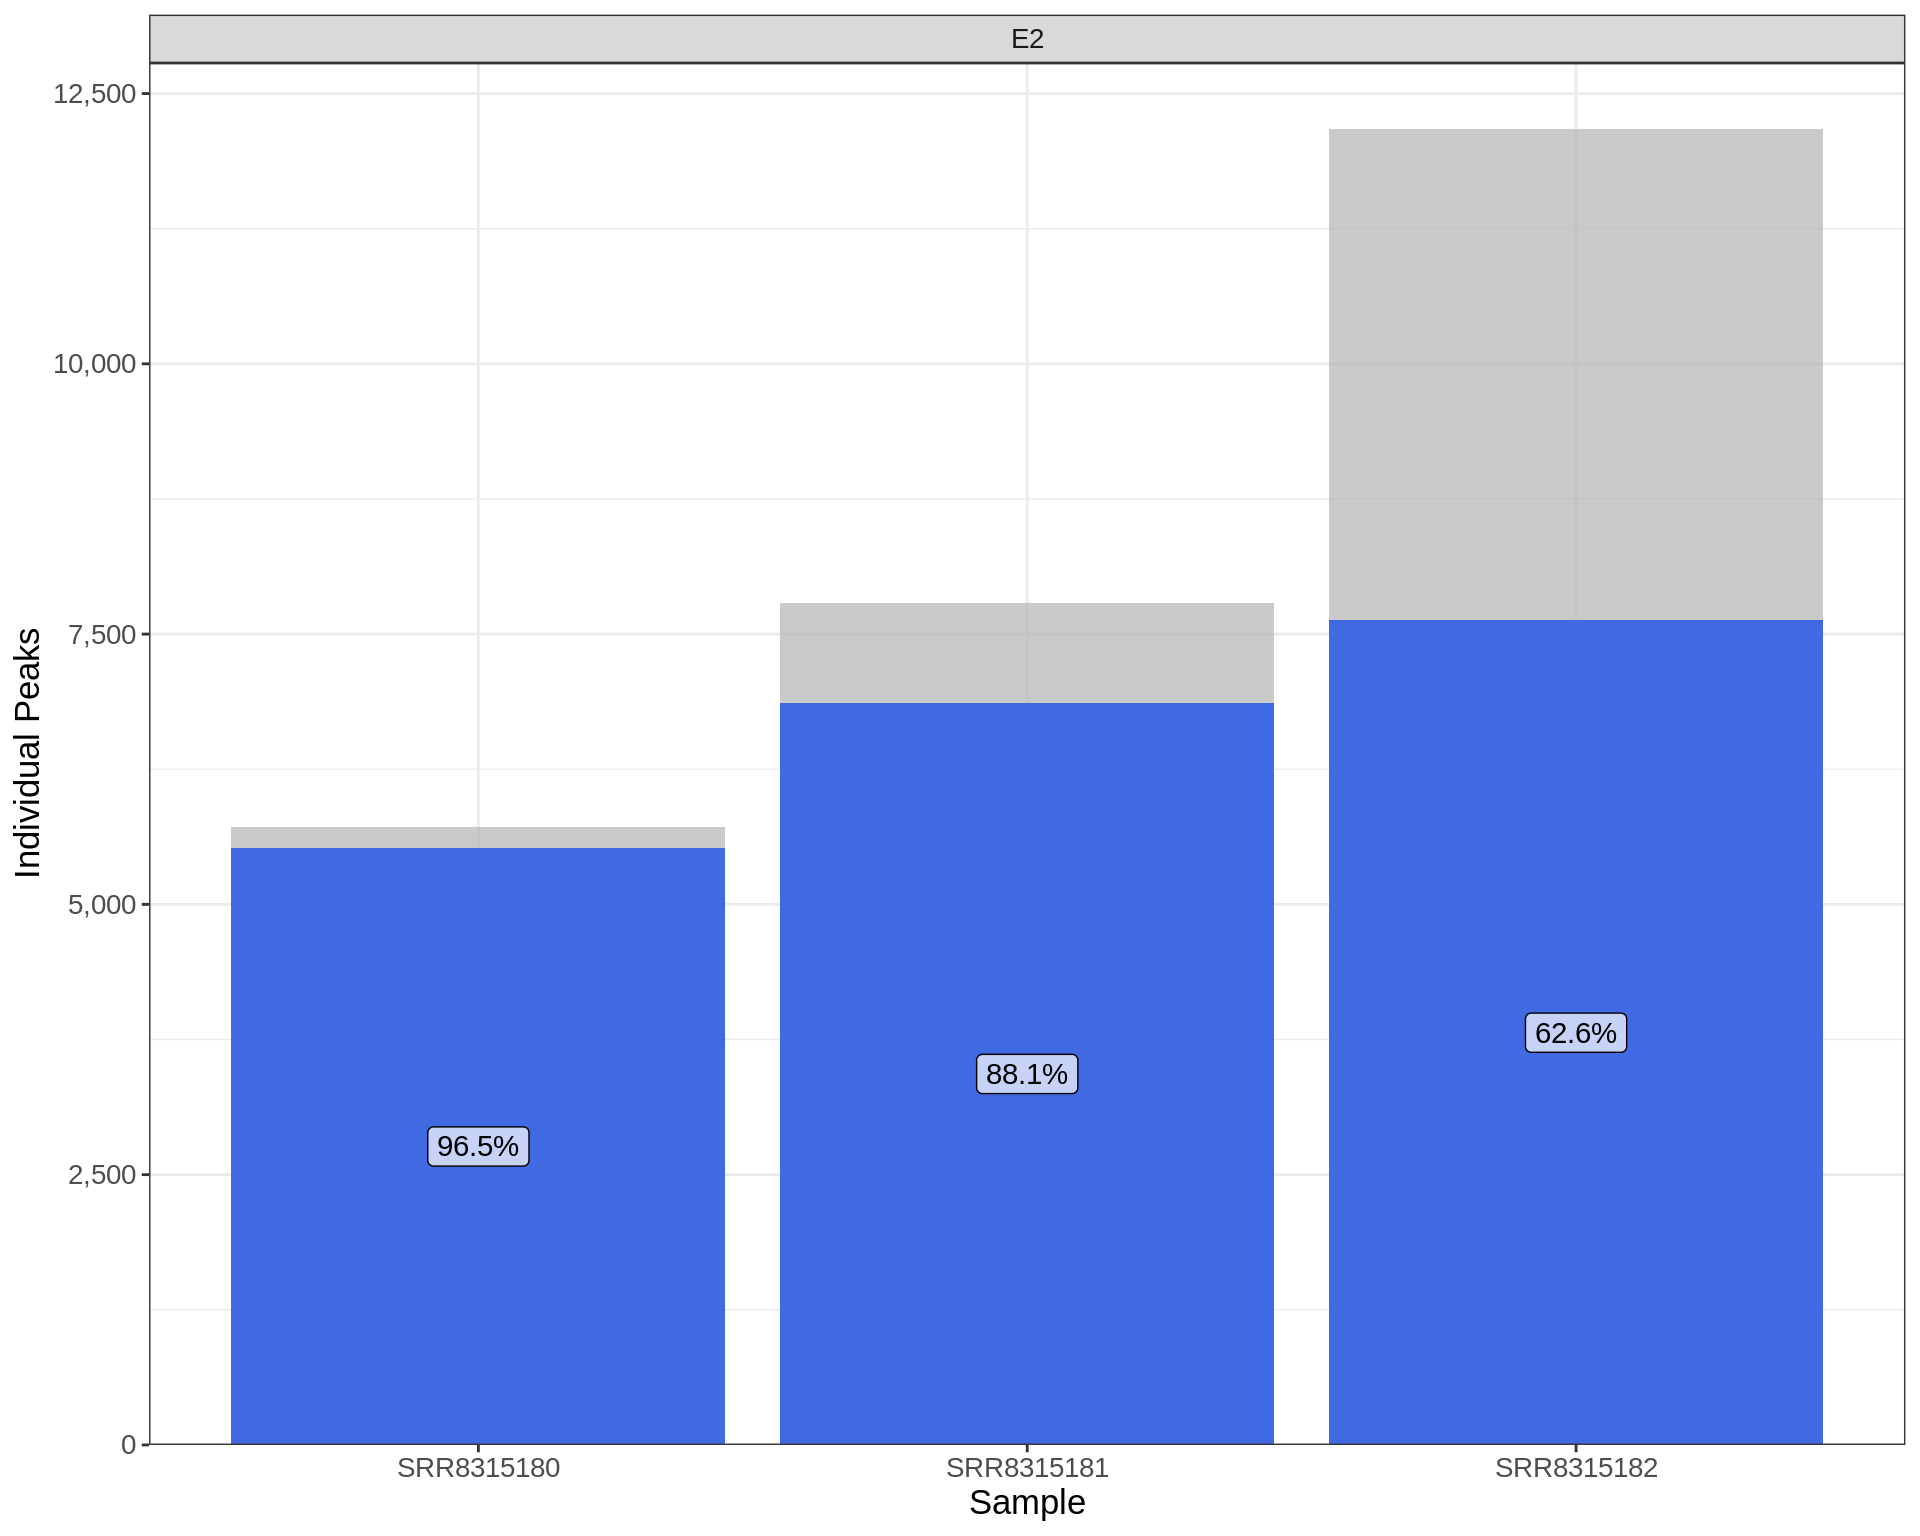 E2
12,500
10,000
7,500
5,000
2,500
0
Individual Peaks
96.5%
88.1%
62.6%
SRR8315180
SRR8315181
SRR8315182
Sample